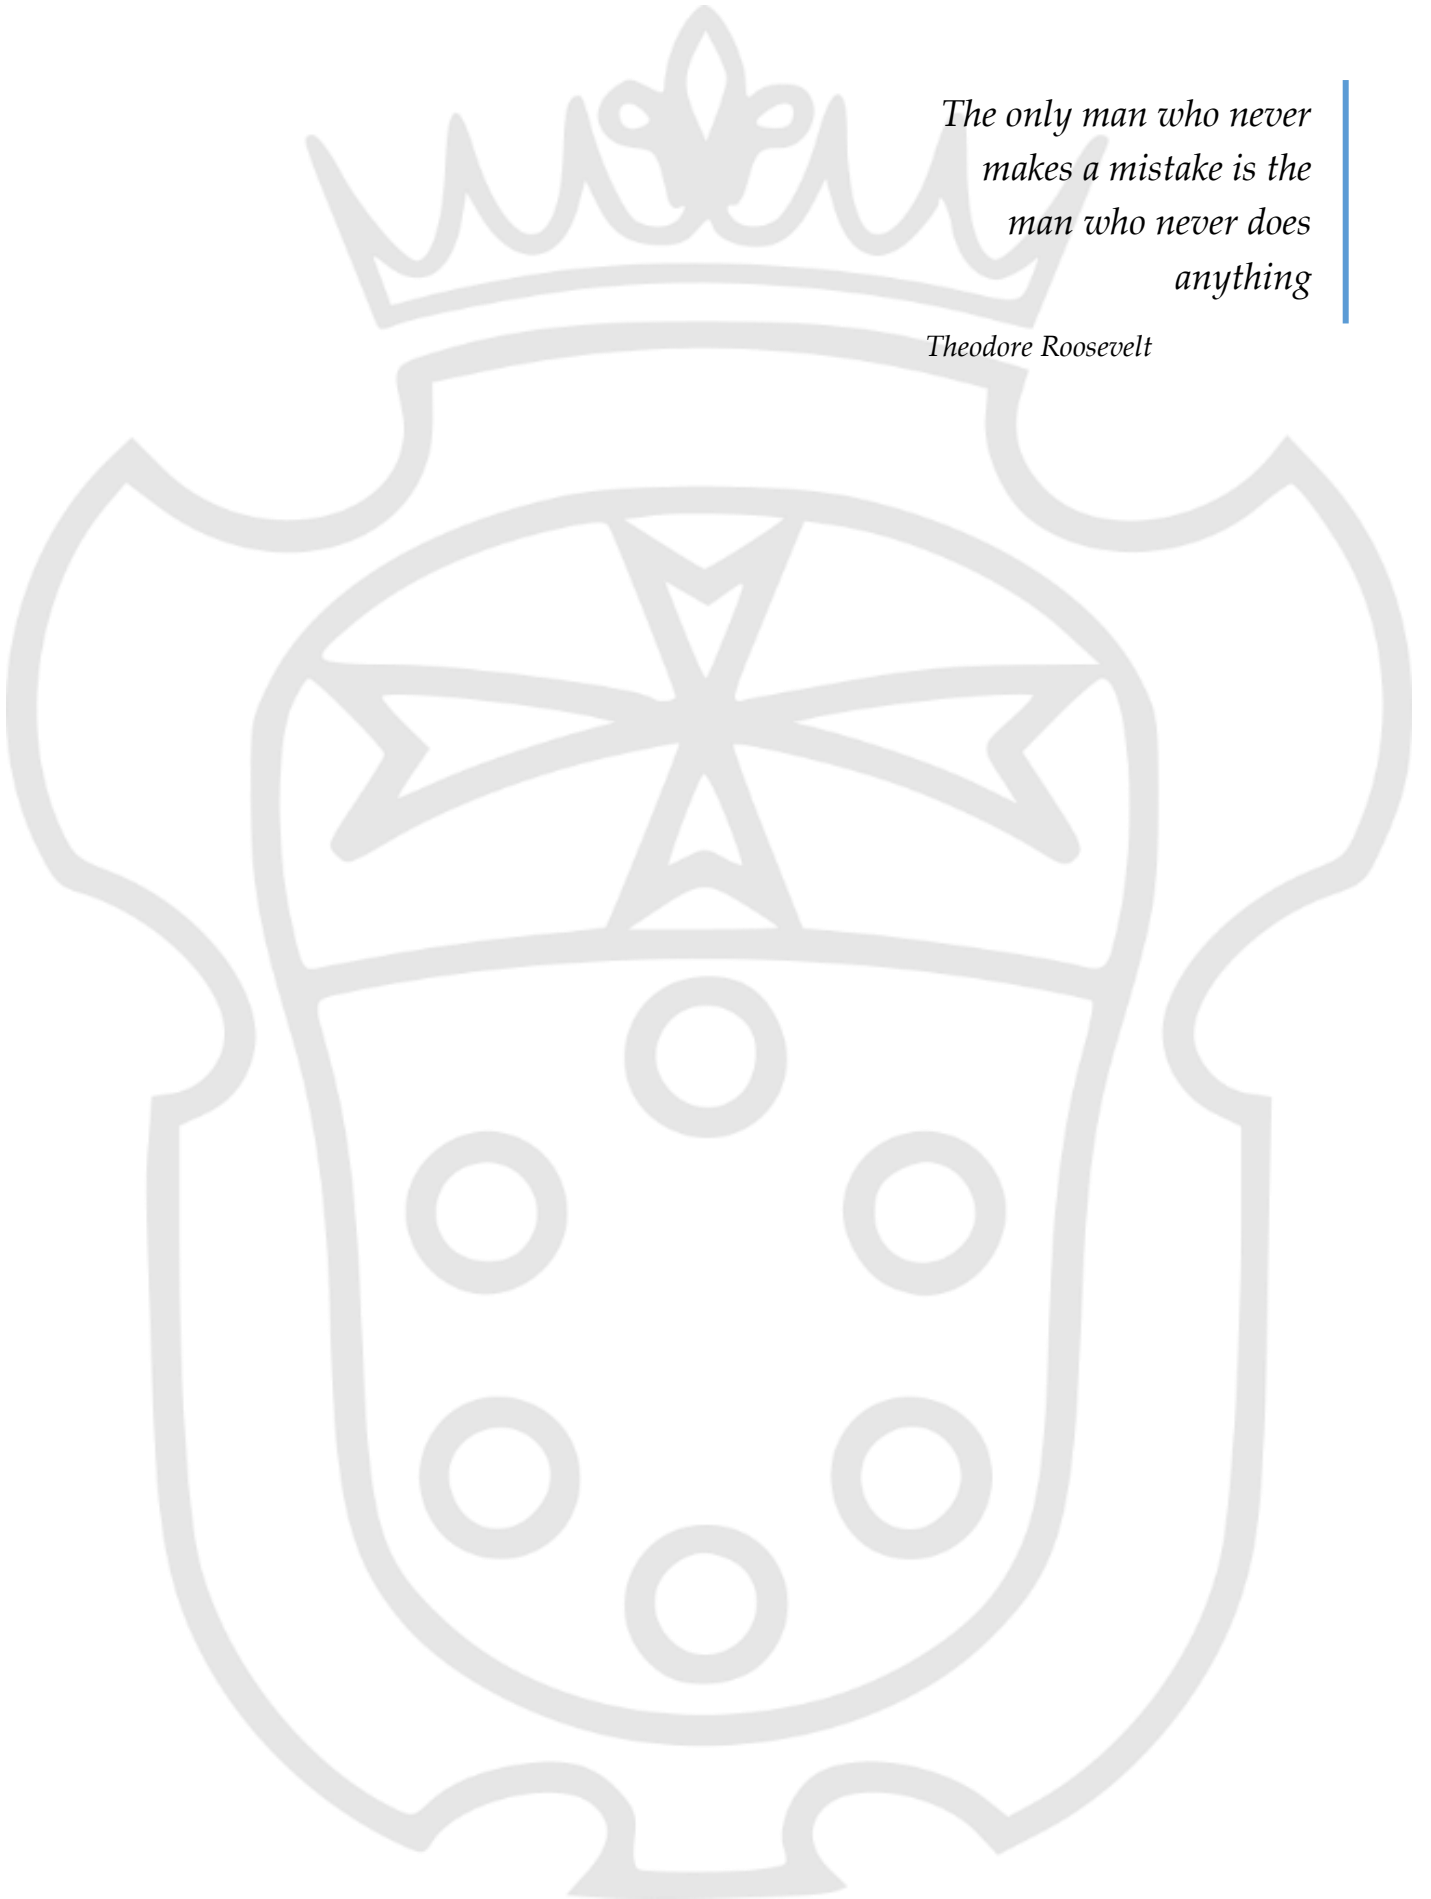 The only man who never
makes a mistake is the
man who never does
anything
Theodore Roosevelt